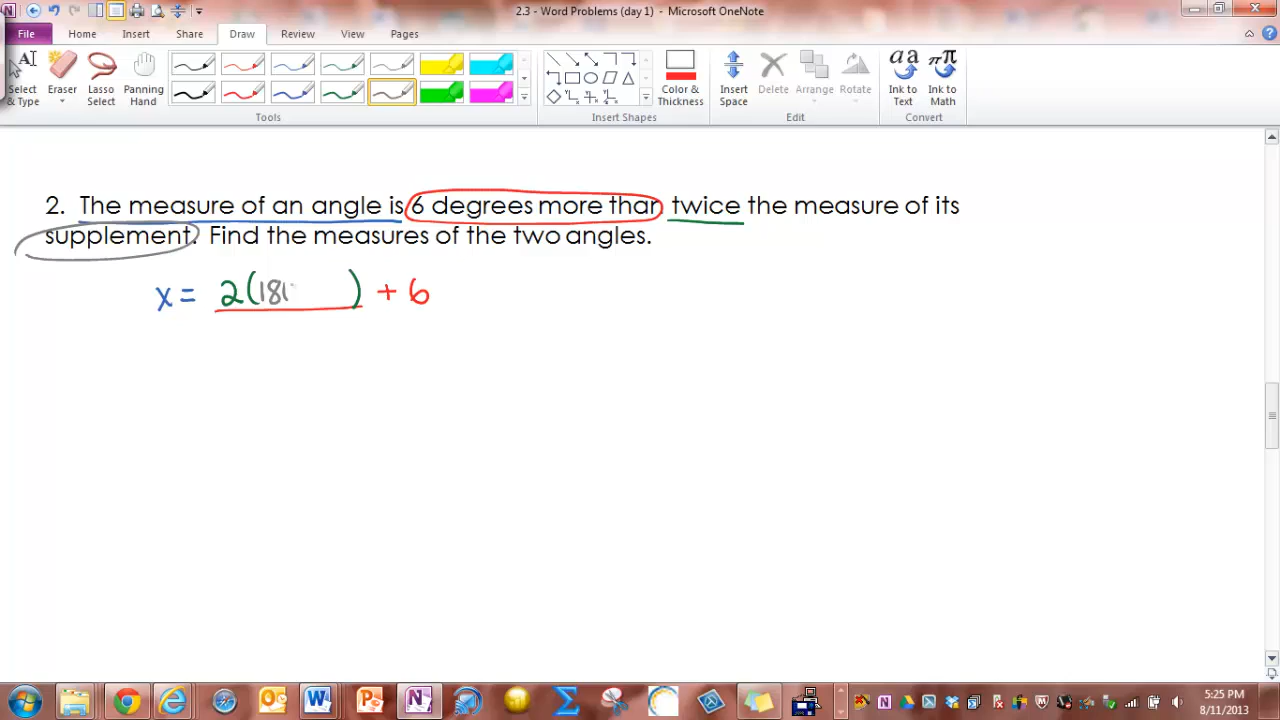 2.3 - Word Problems (day 1) - Microsoft OneNote
File Home Insert Share Draw Review View Pages
Select & Type Eraser Lasso Select Panning Hand Color & Thickness Insert Space Delete Arrange Rotate Ink to Text Ink to Math
Tools Insert Shapes Edit Convert
2. The measure of an angle is 6 degrees more than twice the measure of its
supplement. Find the measures of the two angles.
x = 2(181 ) + 6
5:25 PM
8/11/2013